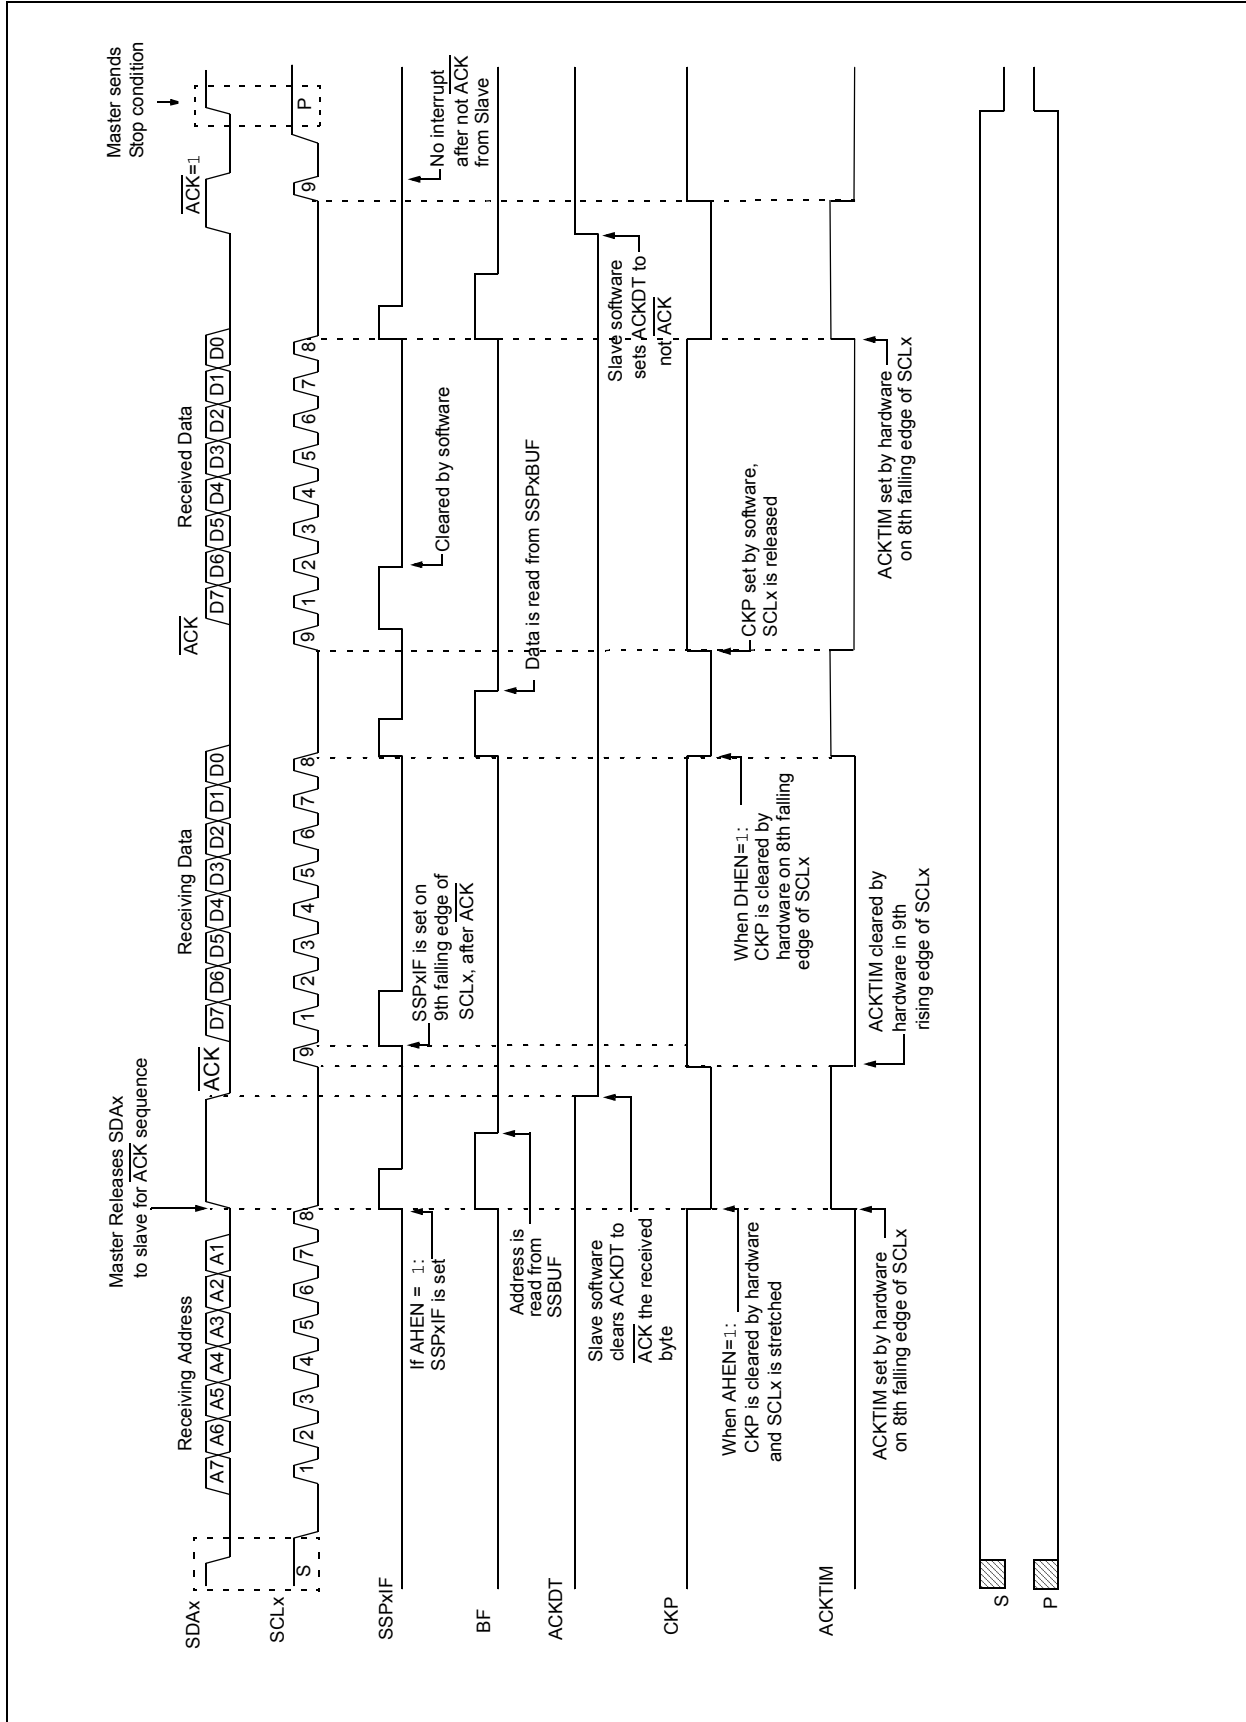 Master Releases SDAx
to slave for ACK sequence
Master sends
Stop condition
Receiving Address
Receiving Data
Received Data
ACK
ACK
ACK=1
SDAx
A7 A6 A5 A4 A3 A2 A1
D7 D6 D5 D4 D3 D2 D1 D0
D7 D6 D5 D4 D3 D2 D1 D0
SCLx
S 1 2 3 4 5 6 7 8 9 1 2 3 4 5 6 7 8 9 1 2 3 4 5 6 7 8 9 P
SSPxIF
If AHEN = 1:
SSPxIF is set
SSPxIF is set on
9th falling edge of
SCLx, after ACK
Cleared by software
No interrupt
after not ACK
from Slave
BF
Address is
read from
SSBUF
Data is read from SSPxBUF
ACKDT
Slave software
clears ACKDT to
ACK the received
byte
Slave software
sets ACKDT to
not ACK
CKP
When AHEN=1:
CKP is cleared by hardware
and SCLx is stretched
When DHEN=1:
CKP is cleared by
hardware on 8th falling
edge of SCLx
CKP set by software,
SCLx is released
ACKTIM
ACKTIM set by hardware
on 8th falling edge of SCLx
ACKTIM cleared by
hardware in 9th
rising edge of SCLx
ACKTIM set by hardware
on 8th falling edge of SCLx
S
P